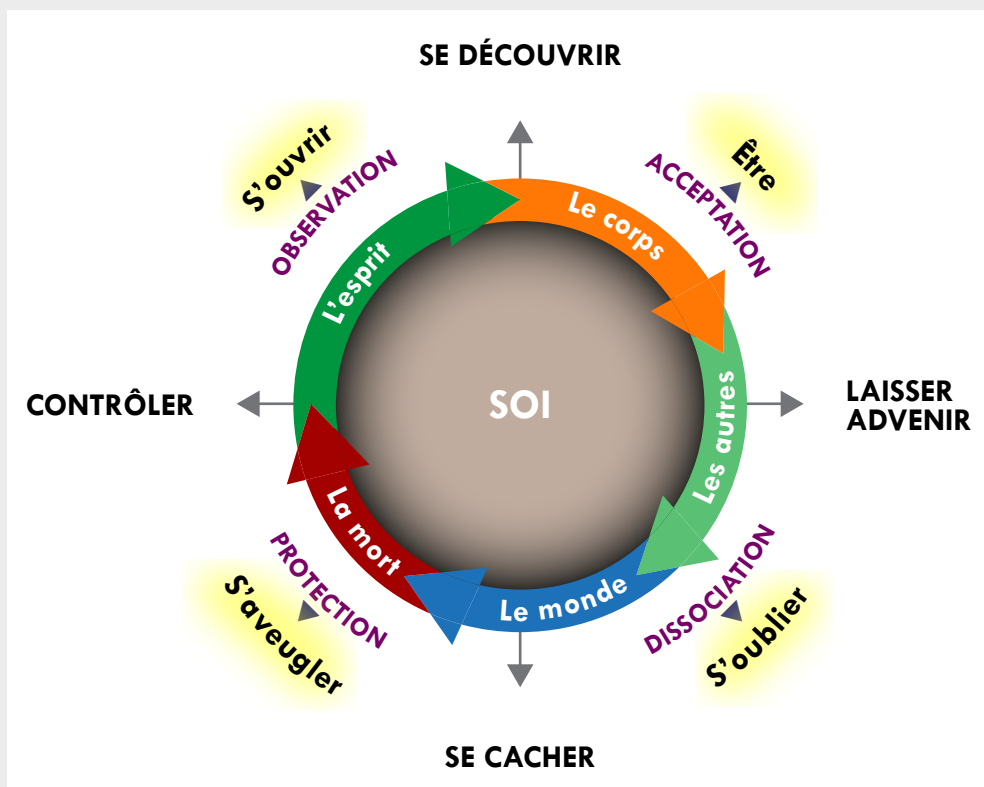 SE DÉCOUVRIR
S'ouvrir
OBSERVATION
Être
ACCEPTATION
L'esprit
Le corps
CONTRÔLER
SOI
LAISSER
ADVENIR
Les autres
La mort
Le monde
PROTECTION
S'aveugler
DISSOCIATION
S'oublier
SE CACHER